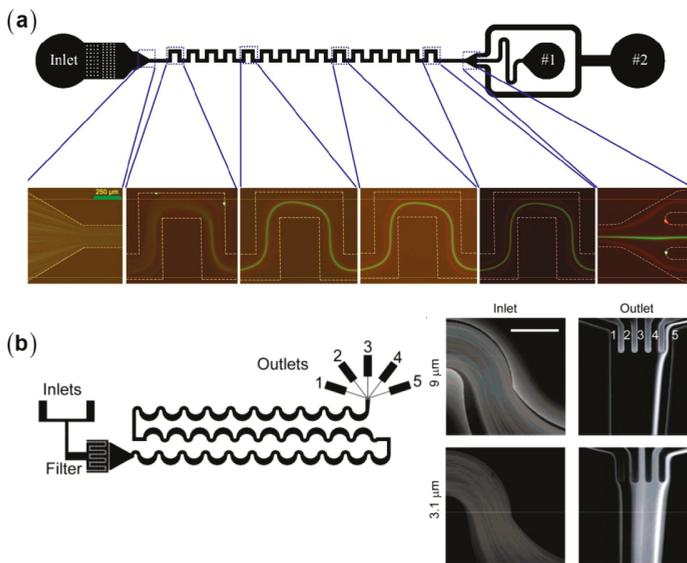 (a)
Inlet
#1
#2
250 µm
(b)
Inlets
Filter
Outlets
1
2
3
4
5
Inlet
Outlet
9 µm
1 2 3 4 5
3.1 µm